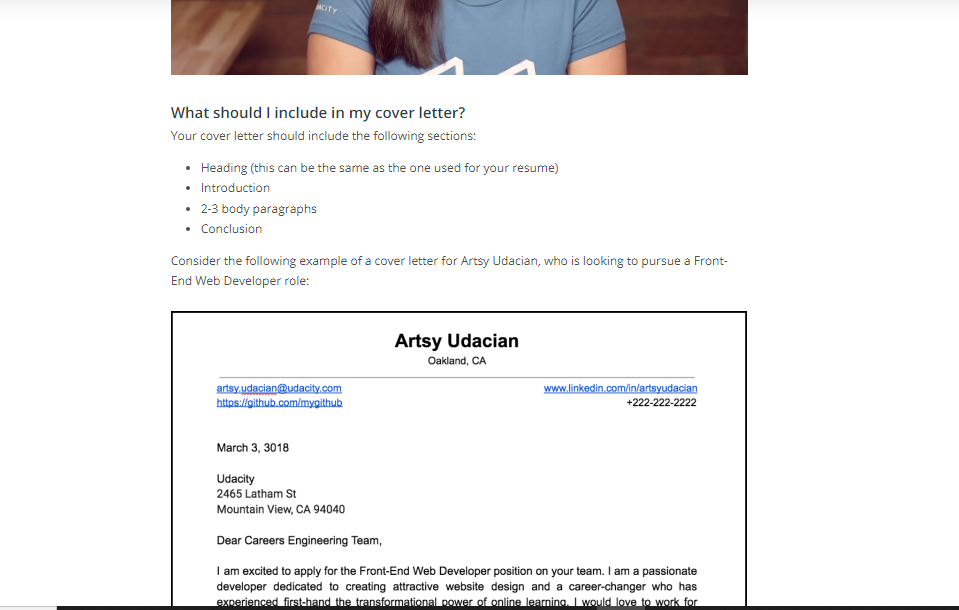 What should I include in my cover letter?
Your cover letter should include the following sections:
• Heading (this can be the same as the one used for your resume)
• Introduction
• 2-3 body paragraphs
• Conclusion
Consider the following example of a cover letter for Artsy Udacian, who is looking to pursue a Front-
End Web Developer role:
Artsy Udacian
Oakland, CA
artsy.udacian@udacity.com www.linkedin.com/in/artsyudacian
https://github.com/mygithub +222-222-2222
March 3, 3018
Udacity
2465 Latham St
Mountain View, CA 94040
Dear Careers Engineering Team,
I am excited to apply for the Front-End Web Developer position on your team. I am a passionate
developer dedicated to creating attractive website design and a career-changer who has
experienced first-hand the transformational power of online learning. I would love to work for